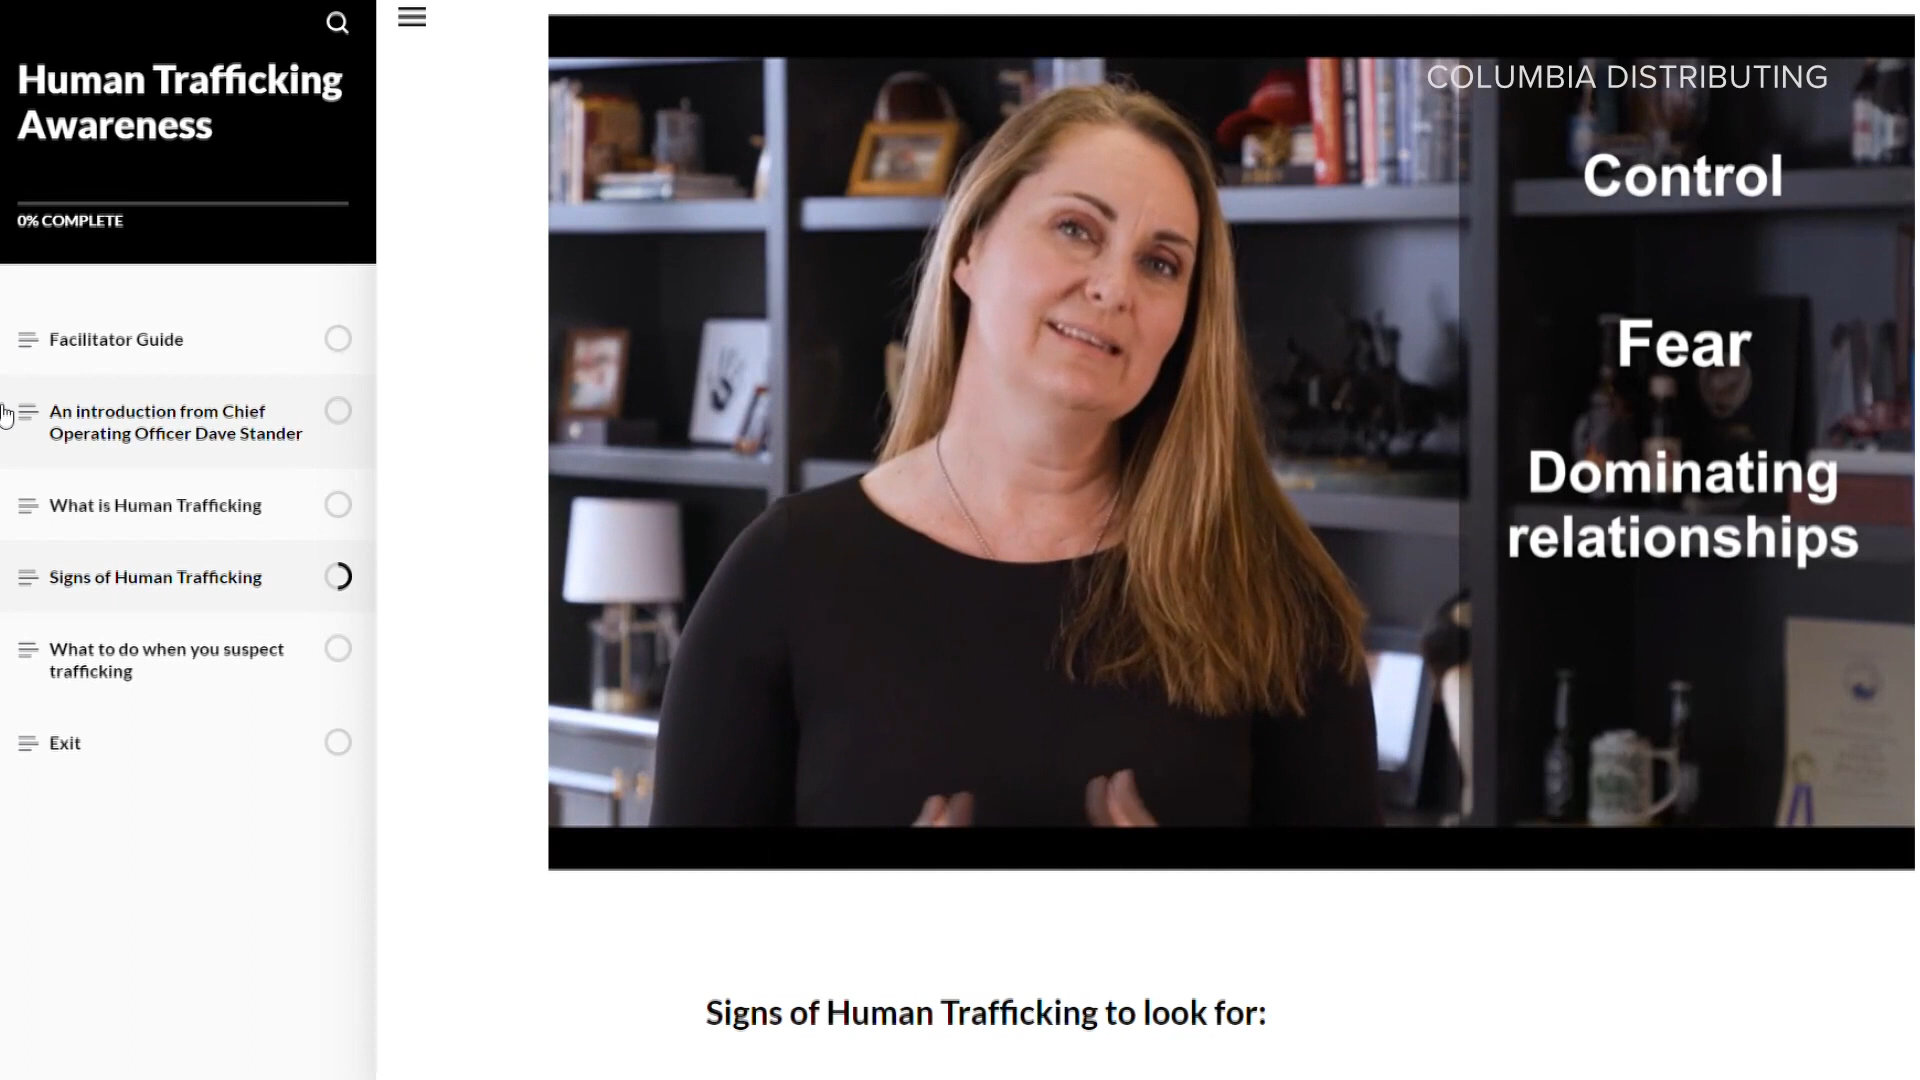 Human Trafficking
Awareness
0% COMPLETE
Facilitator Guide
An introduction from Chief
Operating Officer Dave Stander
What is Human Trafficking
Signs of Human Trafficking
What to do when you suspect
trafficking
Exit
COLUMBIA DISTRIBUTING
Control
Fear
Dominating
relationships
Signs of Human Trafficking to look for: